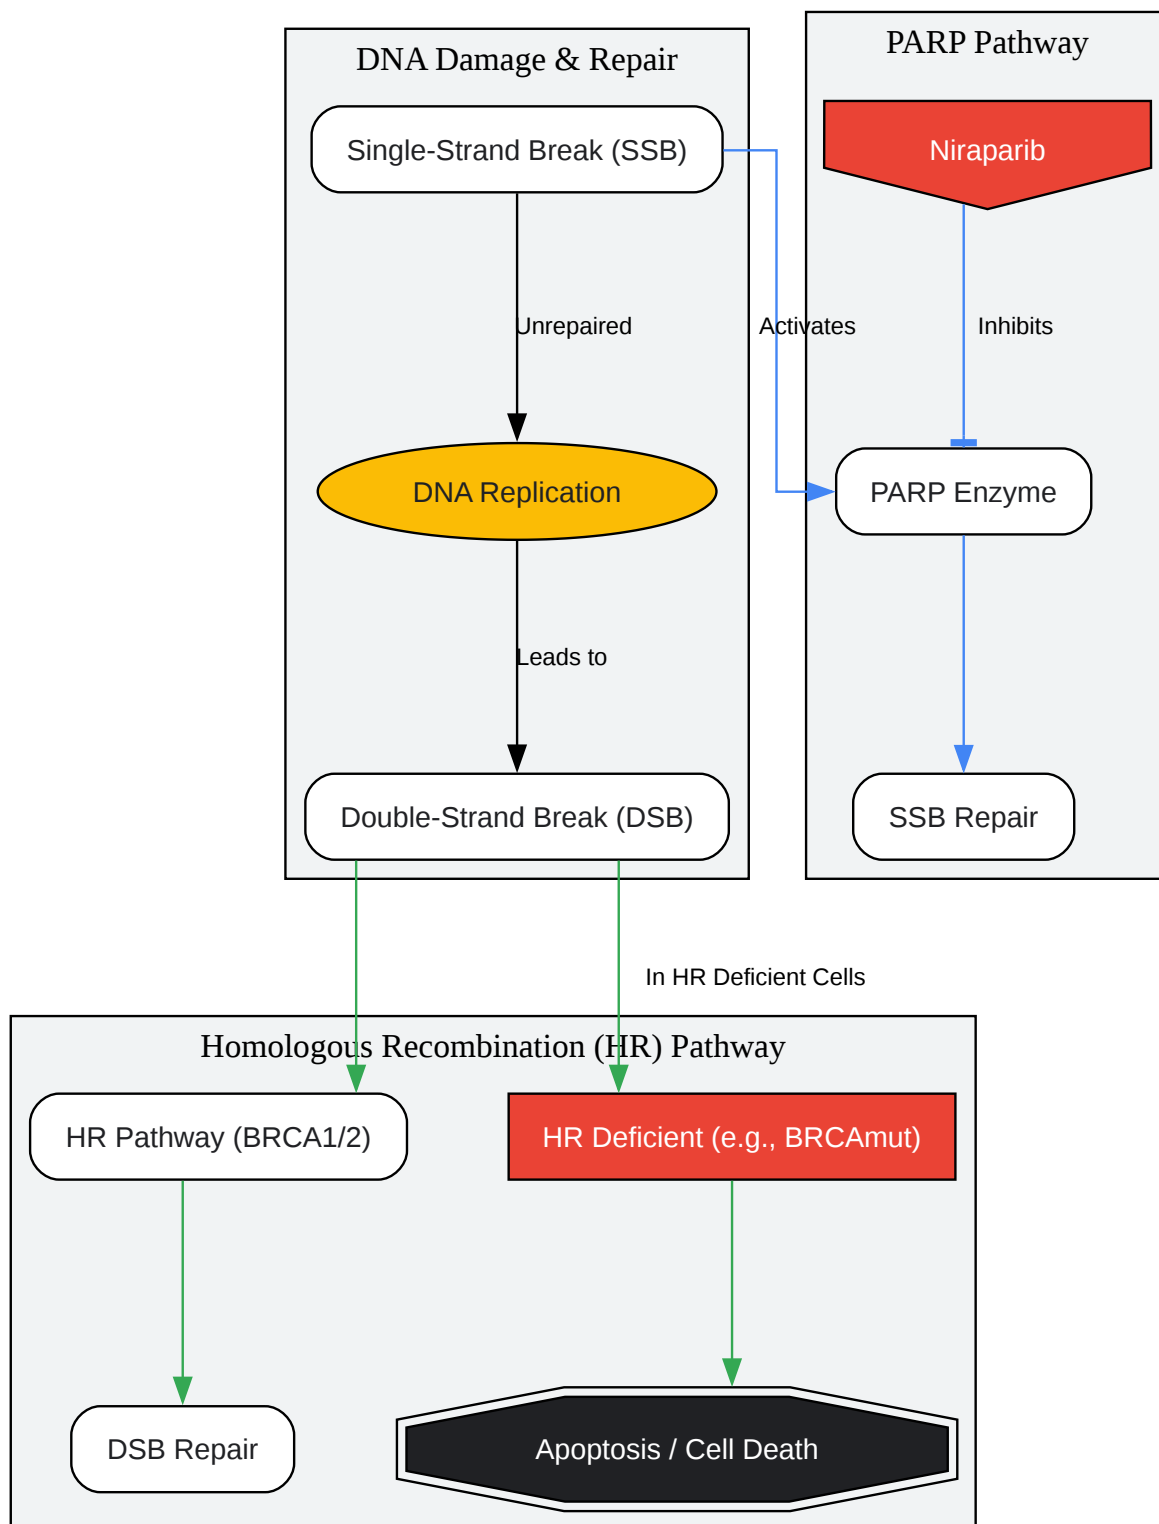 DNA Damage & Repair
PARP Pathway
Single-Strand Break (SSB)
Niraparib
Unrepaired
Activates
Inhibits
DNA Replication
PARP Enzyme
Leads to
Double-Strand Break (DSB)
SSB Repair
In HR Deficient Cells
Homologous Recombination (HR) Pathway
HR Pathway (BRCA1/2)
HR Deficient (e.g., BRCAmut)
DSB Repair
Apoptosis / Cell Death